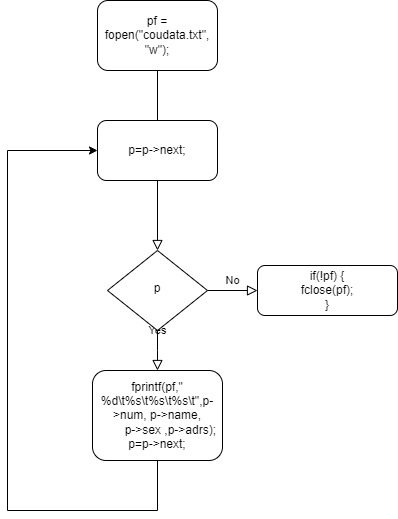 pf =
fopen("coudata.txt",
"w");
p=p->next;
p
No
if(!pf) {
fclose(pf);
}
Yes
fprintf(pf,"
%d\t%s\t%s\t%s\t",p-
>num, p->name,
p->sex ,p->adrs);
p=p->next;